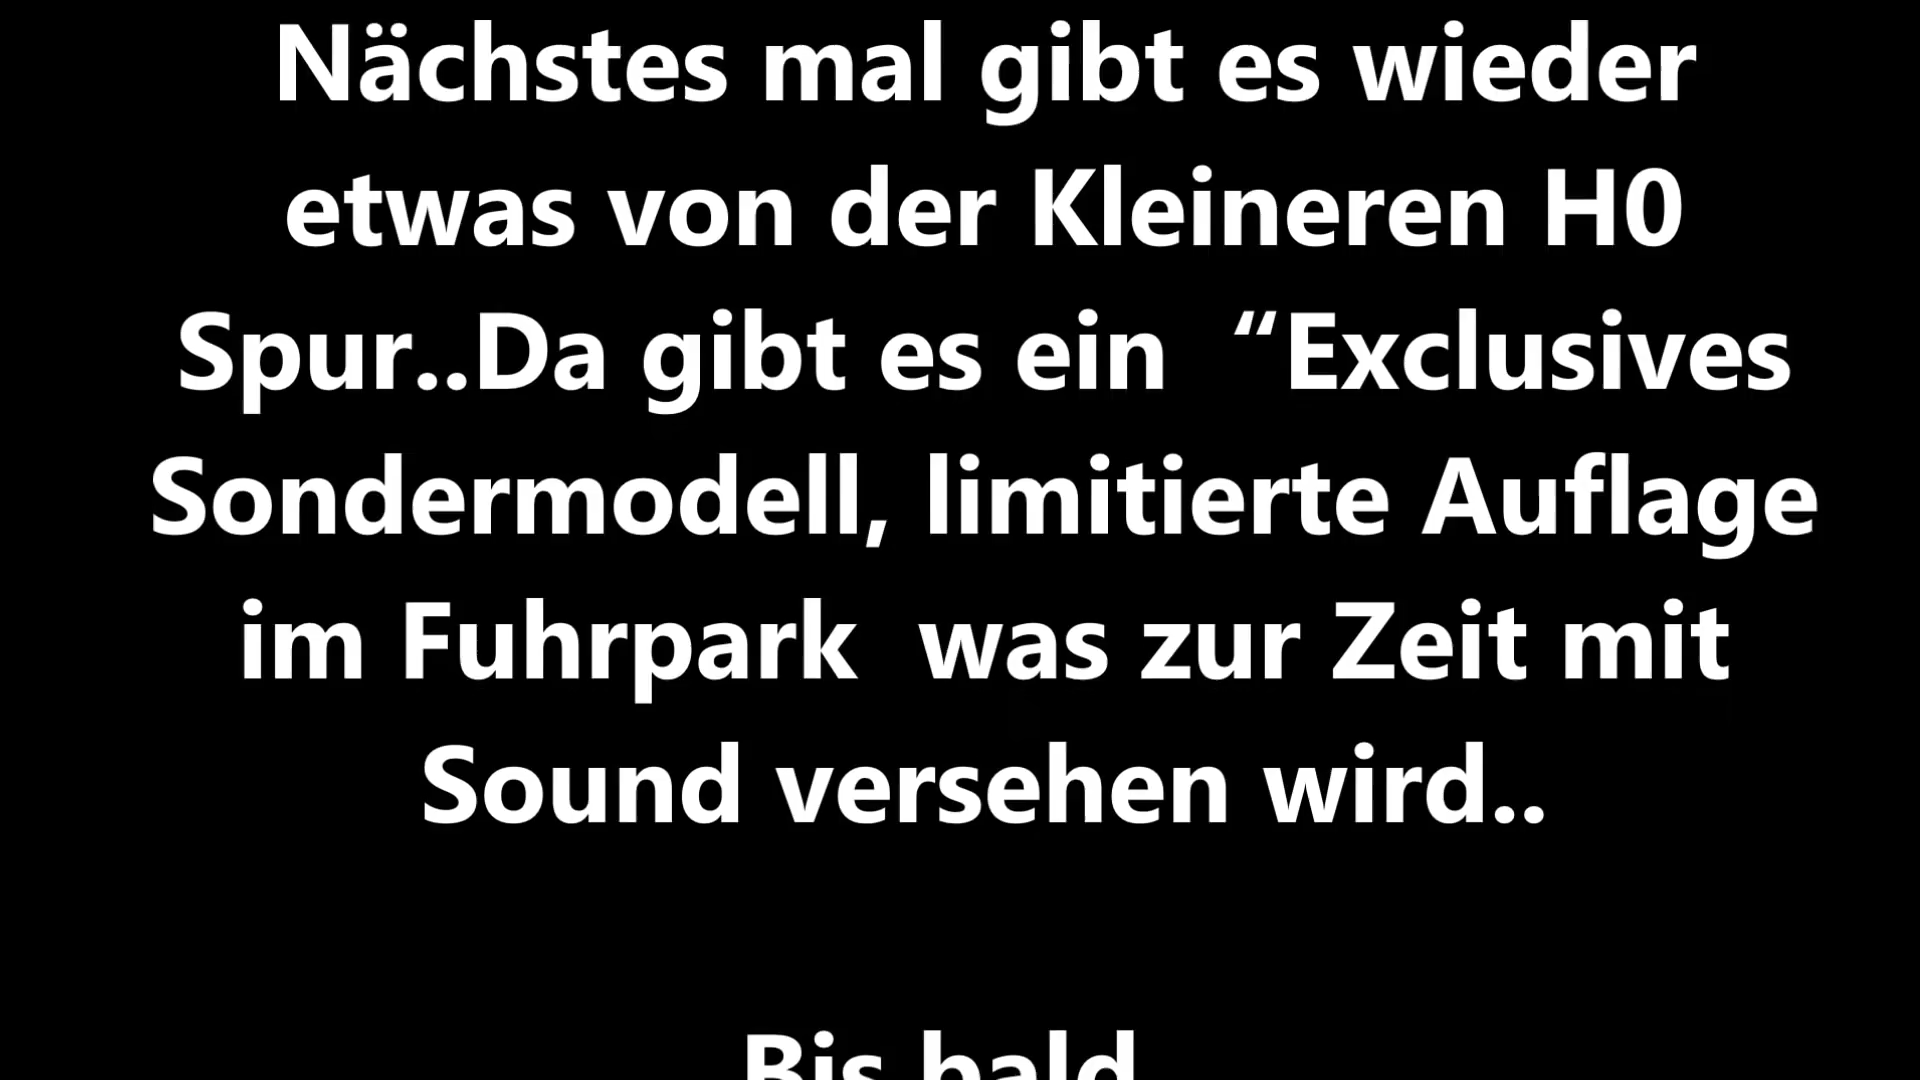 Nächstes mal gibt es wieder
etwas von der Kleineren H0
Spur..Da gibt es ein  “Exclusives
Sondermodell, limitierte Auflage
im Fuhrpark  was zur Zeit mit
Sound versehen wird..
Bis bald